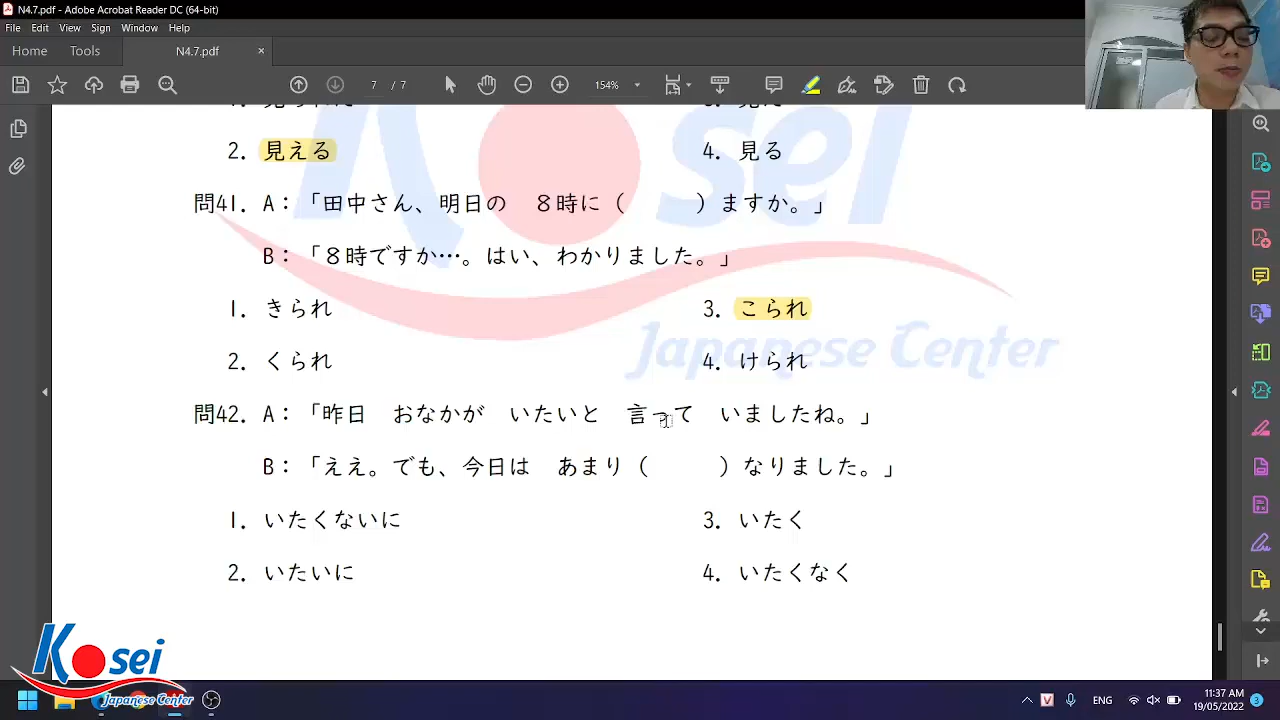 N4.7.pdf - Adobe Acrobat Reader DC (64-bit)
File Edit View Sign Window Help
Home Tools N4.7.pdf ×
7 / 7 154%
2. 見える
4. 見る
問41. A：「田中さん、明日の 8時に（ ）ますか。」
B：「8時ですか…。はい、わかりました。」
1. きられ
3. こられ
2. くられ
4. けられ
問42. A：「昨日 おなかが いたいと 言って いましたね。」
B：「ええ。でも、今日は あまり（ ）なりました。」
1. いたくないに
3. いたく
2. いたいに
4. いたくなく
Kosei
Japanese Center
Kosei
Japanese Center
ENG
11:37 AM
19/05/2022
3